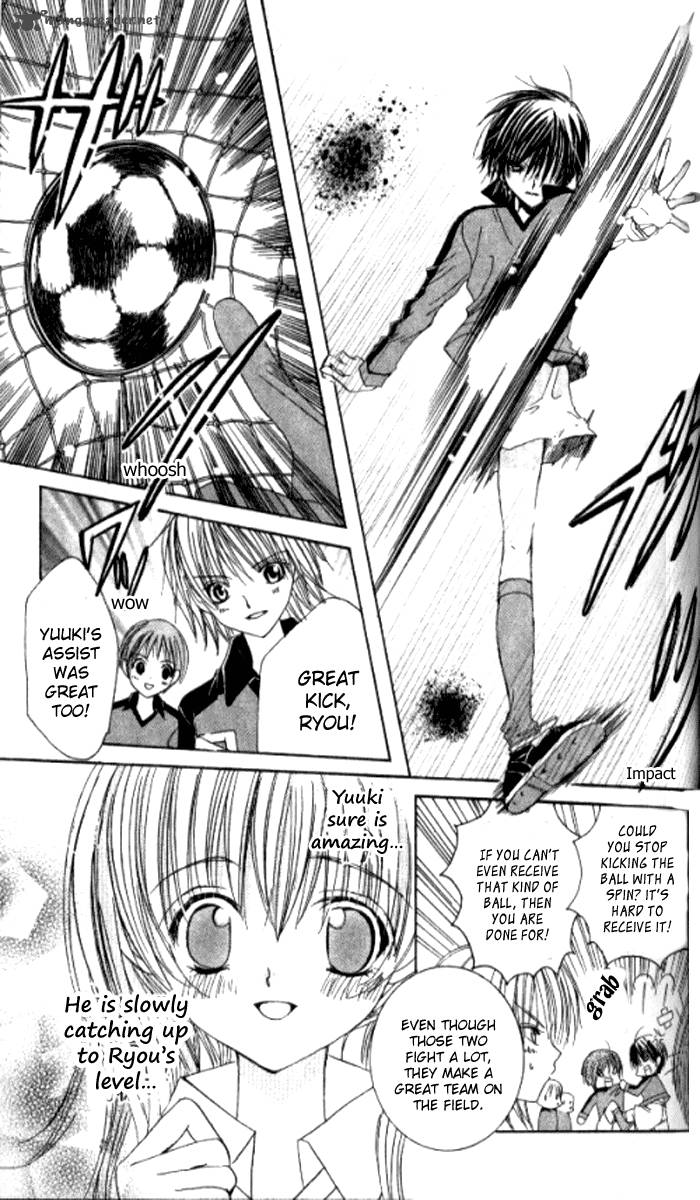 mangareader.net
Impact
whoosh
wow
GREAT
KICK,
RYOU!
YUUKI'S
ASSIST
WAS
GREAT
TOO!
COULD
YOU STOP
KICKING THE
BALL WITH A
SPIN? IT'S
HARD TO
RECEIVE IT!
IF YOU CAN'T
EVEN RECEIVE
THAT KIND OF
BALL, THEN
YOU ARE
DONE FOR!
grab
EVEN THOUGH
THOSE TWO
FIGHT A LOT,
THEY MAKE A
GREAT TEAM ON
THE FIELD.
Yuuki
sure is
amazing...
He is slowly
catching up
to Ryou's
level...